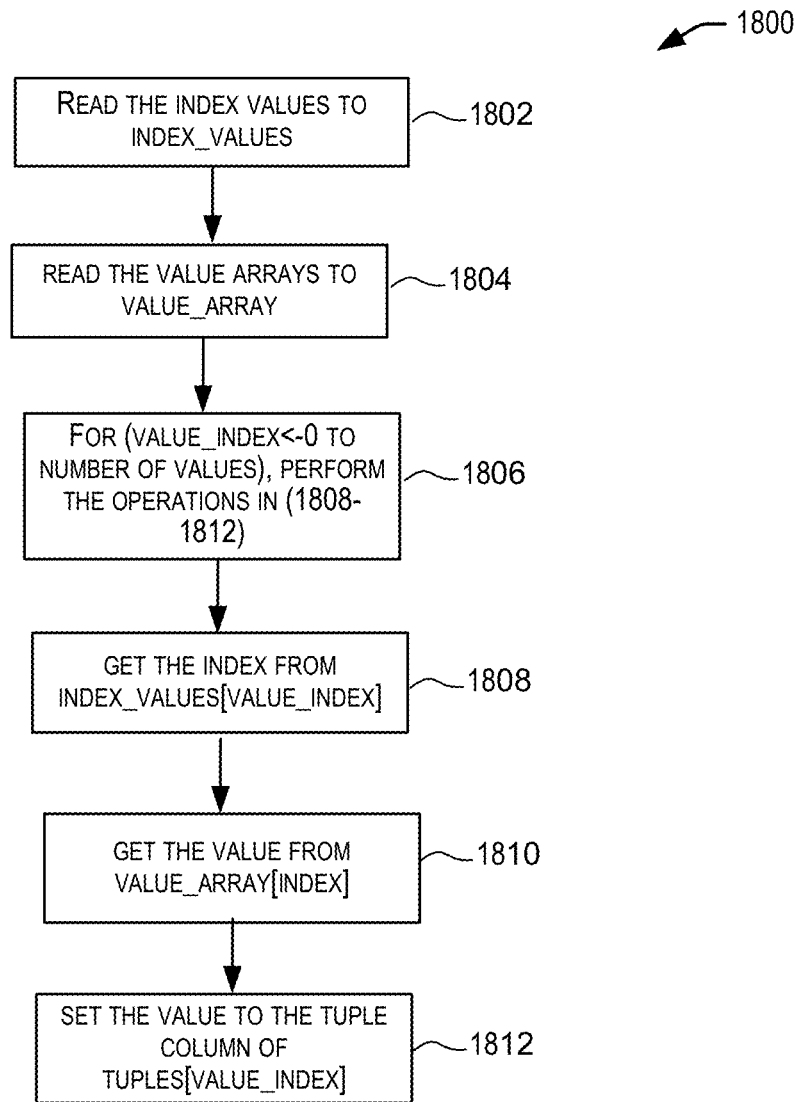 1800
READ THE INDEX VALUES TO
INDEX_VALUES
1802
READ THE VALUE ARRAYS TO
VALUE_ARRAY
1804
FOR (VALUE_INDEX<-0 TO
NUMBER OF VALUES), PERFORM
THE OPERATIONS IN (1808-
1812)
1806
GET THE INDEX FROM
INDEX_VALUES[VALUE_INDEX]
1808
GET THE VALUE FROM
VALUE_ARRAY[INDEX]
1810
SET THE VALUE TO THE TUPLE
COLUMN OF
TUPLES[VALUE_INDEX]
1812